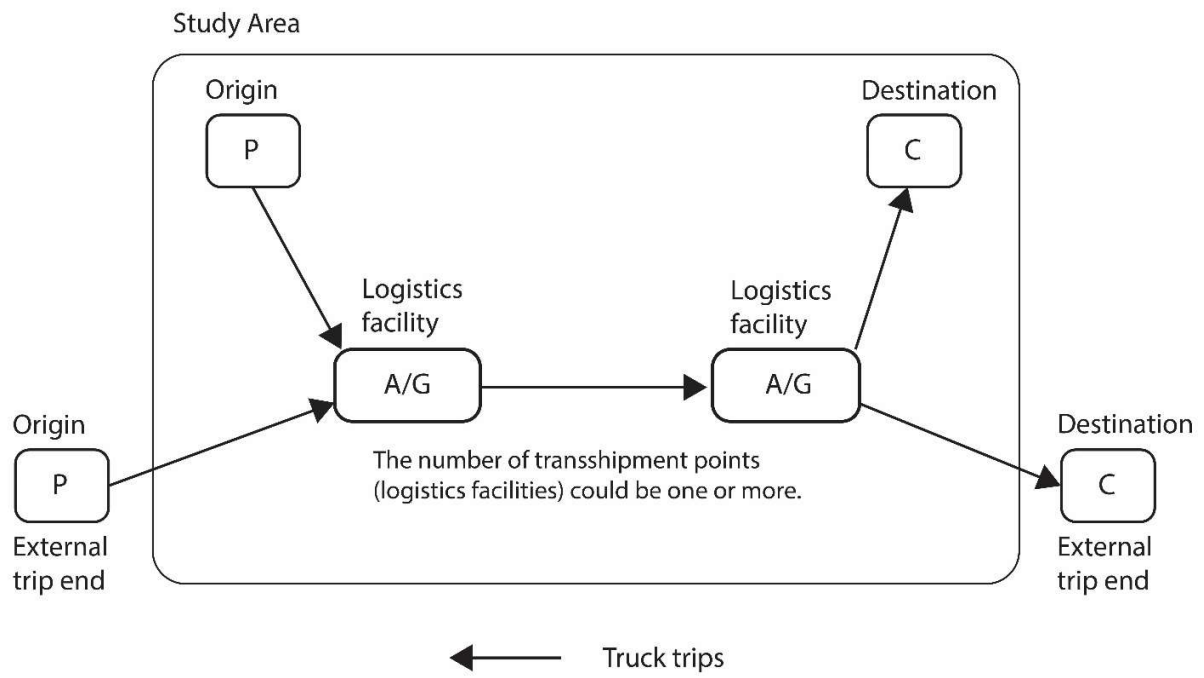 Study Area
Origin
P
Destination
C
Logistics
facility
A/G
Logistics
facility
A/G
Origin
P
External
trip end
The number of transshipment points
(logistics facilities) could be one or more.
Destination
C
External
trip end
Truck trips